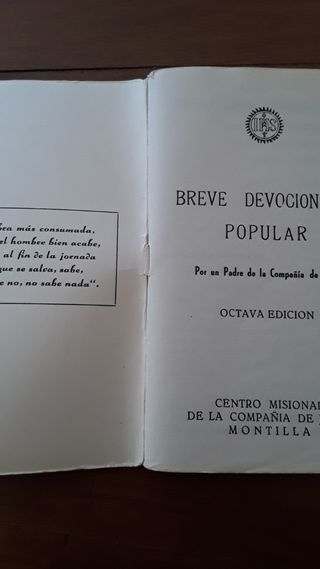 más consumada,
el hombre bien acabe,
al fin de la jornada
que se salva, sabe,
no, no sabe nada".
IHS
BREVE
POPULAR
Por un Padre de la Compañía de
OCTAVA EDICION
CENTRO
DE LA COMPAÑIA DE
MONTILLA